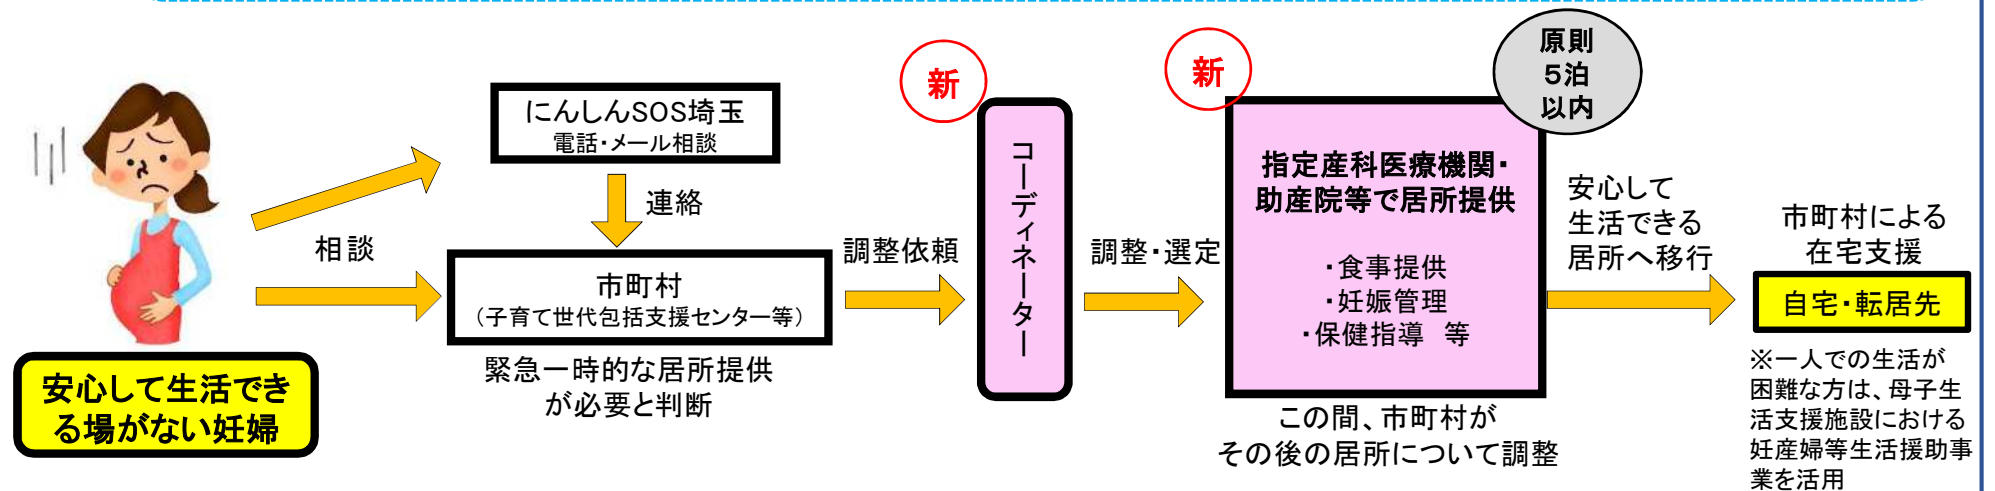 安心して生活でき
る場がない妊婦
相談
にんしんSOS埼玉
電話・メール相談
連絡
市町村
（子育て世代包括支援センター等）
緊急一時的な居所提供
が必要と判断
調整依頼
新
コーディネーター
調整・選定
新
原則
５泊
以内
指定産科医療機関・
助産院等で居所提供
・食事提供
・妊娠管理
・保健指導　等
この間、市町村が
その後の居所について調整
安心して
生活できる
居所へ移行
市町村による
在宅支援
自宅・転居先
※一人での生活が
困難な方は、母子生
活支援施設における
妊産婦等生活援助事
業を活用